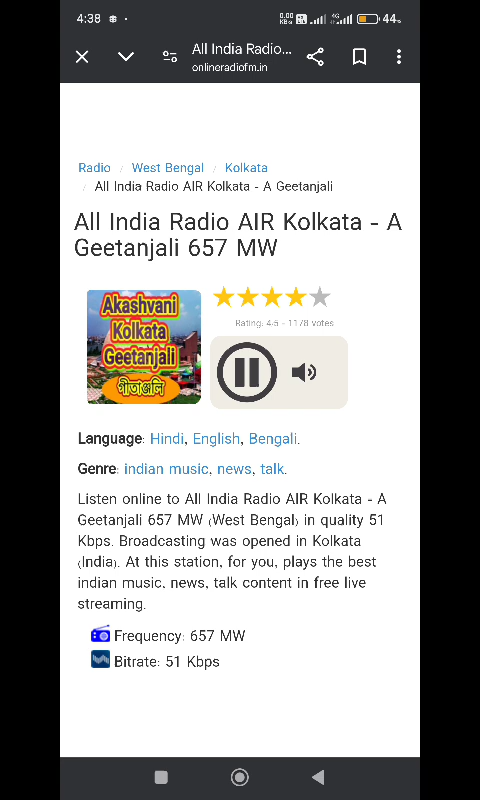 4:38
0.00
KB/s
4G
44%
All India Radio...
onlineradiofm.in
Radio / West Bengal / Kolkata
/ All India Radio AIR Kolkata - A Geetanjali
All India Radio AIR Kolkata - A
Geetanjali 657 MW
Akashvani
Kolkata
Geetanjali
গীতাঞ্জলি
Rating: 4.5 - 1178 votes
Language: Hindi, English, Bengali.
Genre: indian music, news, talk.
Listen online to All India Radio AIR Kolkata - A
Geetanjali 657 MW (West Bengal) in quality 51
Kbps. Broadcasting was opened in Kolkata
(India). At this station, for you, plays the best
indian music, news, talk content in free live
streaming.
Frequency: 657 MW
Bitrate: 51 Kbps